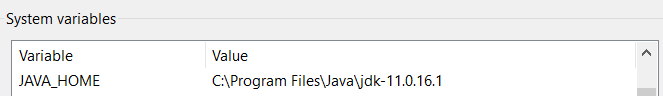 System variables
Variable Value
JAVA_HOME C:\Program Files\Java\jdk-11.0.16.1